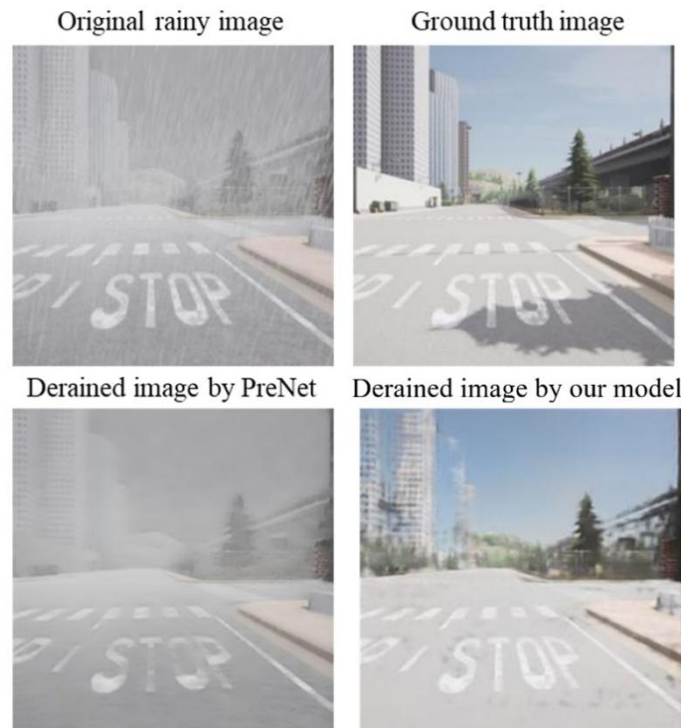 Original rainy image
Ground truth image
STOP
STOP
Derained image by PreNet
Derained image by our model
STOP
STOP